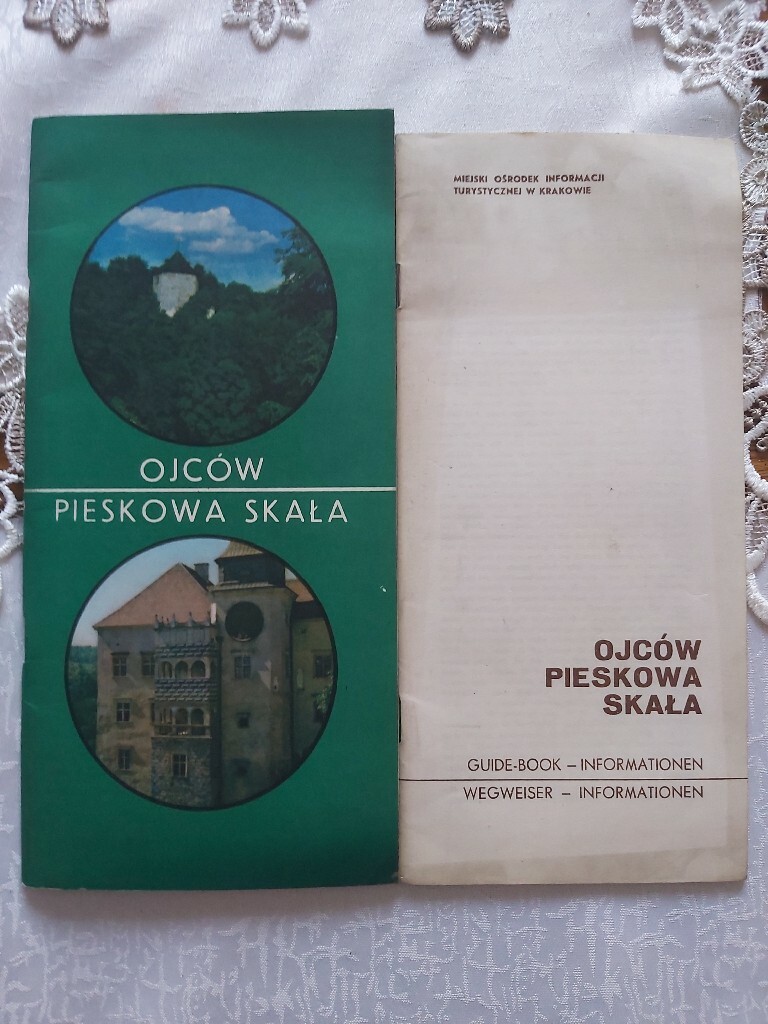 OJCÓW
PIESKOWA SKAŁA
MIEJSKI OŚRODEK INFORMACJI
TURYSTYCZNEJ W KRAKOWIE
OJCÓW
PIESKOWA
SKAŁA
GUIDE-BOOK – INFORMATIONEN
WEGWEISER – INFORMATIONEN